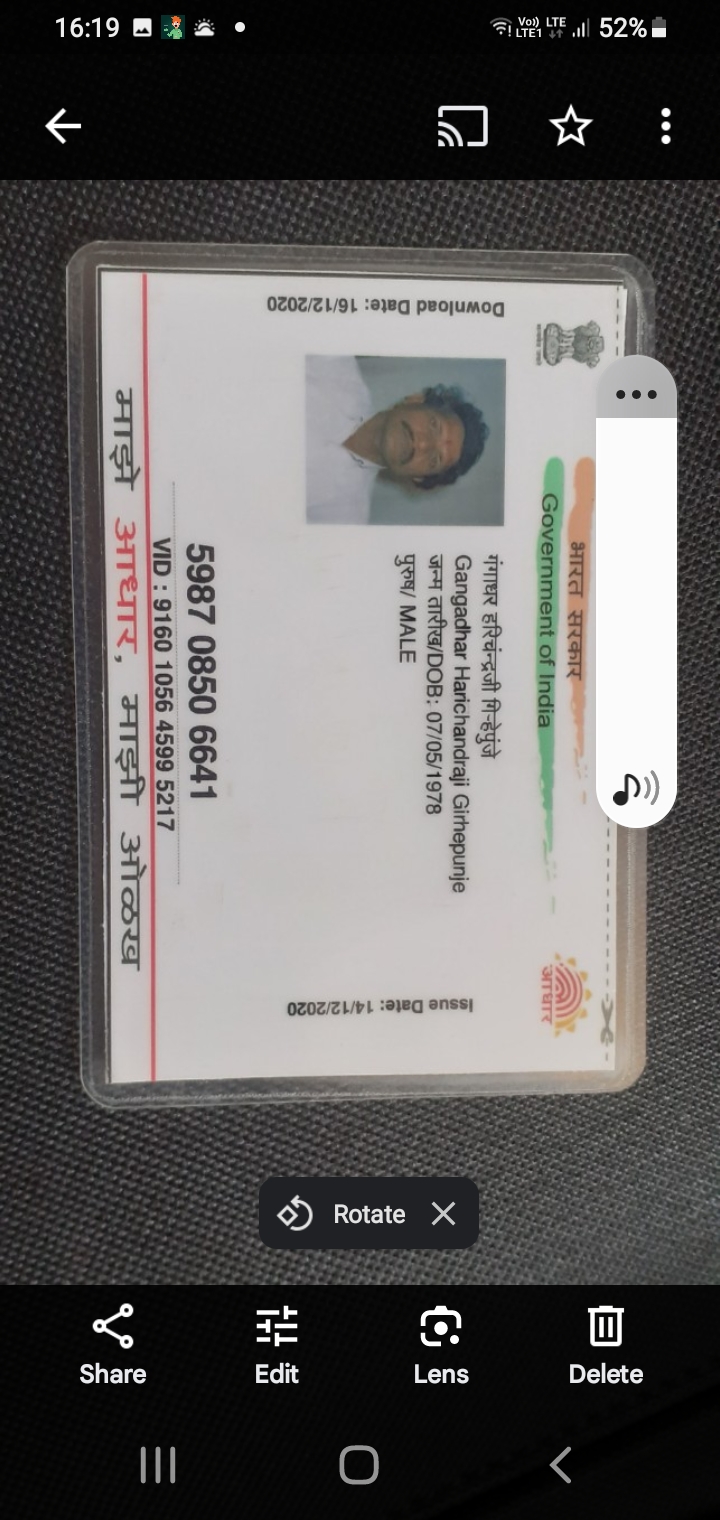 16:19
Vo)) LTE
LTE1
52%
Download Date: 16/12/2020
भारत सरकार
Government of India
गंगाधर हरिचंद्रजी गिऱ्हेपुंजे
Gangadhar Harichandraji Girhepunje
जन्म तारीख/DOB: 07/05/1978
पुरुष/ MALE
Issue Date: 14/12/2020
आधार
5987 0850 6641
VID : 9160 1056 4599 5217
माझे आधार, माझी ओळख
Rotate
Share
Edit
Lens
Delete